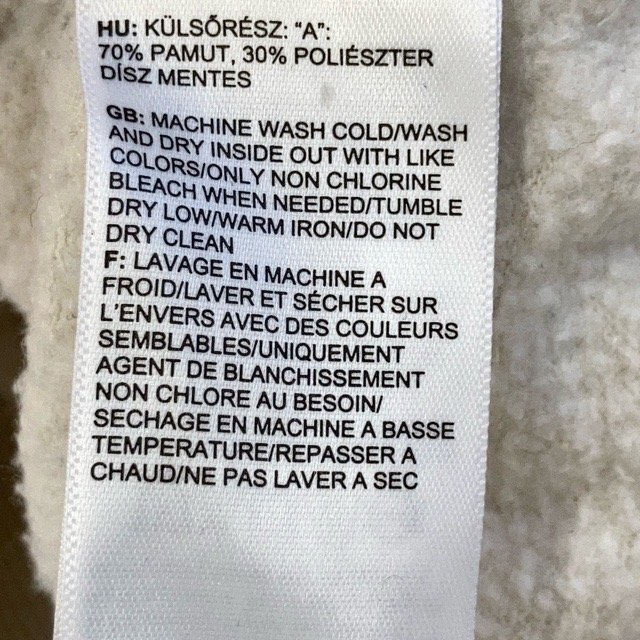 HU: KÜLSŐRÉSZ: “A”:
70% PAMUT, 30% POLIÉSZTER
DÍSZ MENTES
GB: MACHINE WASH COLD/WASH
AND DRY INSIDE OUT WITH LIKE
COLORS/ONLY NON CHLORINE
BLEACH WHEN NEEDED/TUMBLE
DRY LOW/WARM IRON/DO NOT
DRY CLEAN
F: LAVAGE EN MACHINE A
FROID/LAVER ET SÉCHER SUR
L’ENVERS AVEC DES COULEURS
SEMBLABLES/UNIQUEMENT
AGENT DE BLANCHISSEMENT
NON CHLORE AU BESOIN/
SECHAGE EN MACHINE A BASSE
TEMPERATURE/REPASSER A
CHAUD/NE PAS LAVER A SEC